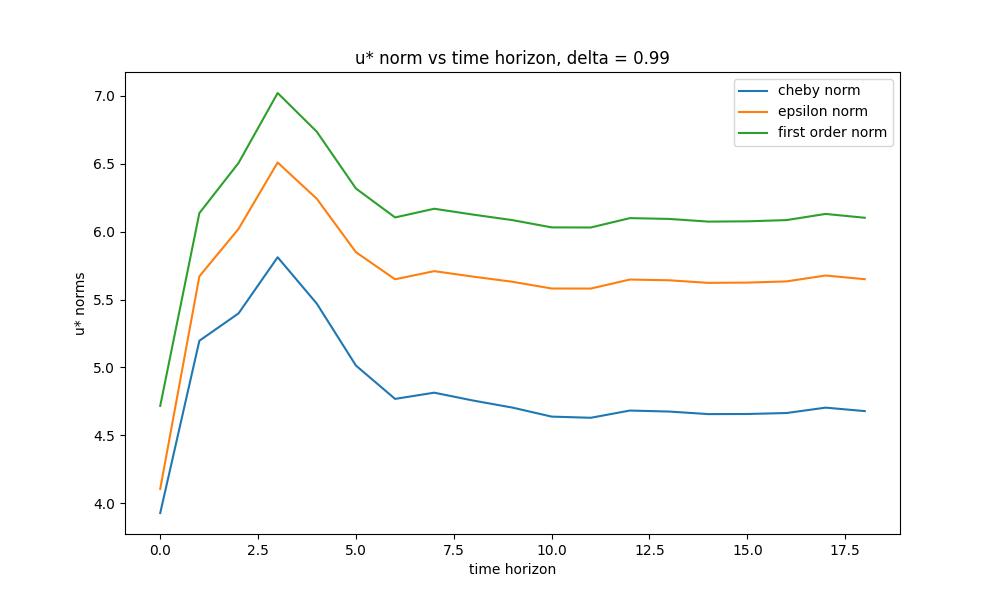 u* norm vs time horizon, delta = 0.99
cheby norm
epsilon norm
first order norm
u* norms
7.0
6.5
6.0
5.5
5.0
4.5
4.0
0.0 2.5 5.0 7.5 10.0 12.5 15.0 17.5
time horizon